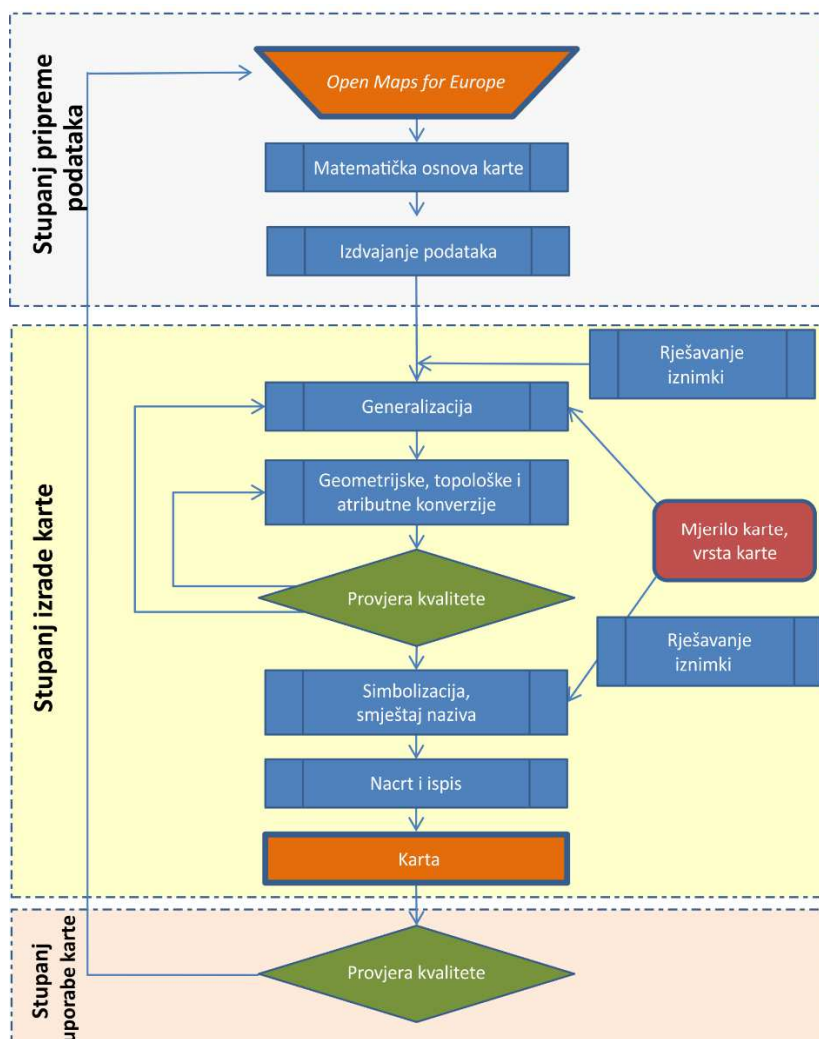 Stupanj pripreme
podataka
Open Maps for Europe
Matematička osnova karte
Izdvajanje podataka
Stupanj izrade karte
Rješavanje
iznimki
Generalizacija
Geometrijske, topološke i
atributne konverzije
Mjerilo karte,
vrsta karte
Provjera kvalitete
Rješavanje
iznimki
Simbolizacija,
smještaj naziva
Nacrt i ispis
Karta
Stupanj
uporabe karte
Provjera kvalitete